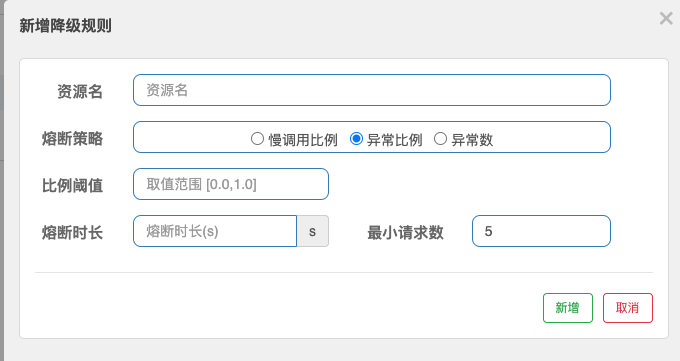 新增降级规则
资源名 资源名
熔断策略 慢调用比例 异常比例 异常数
比例阈值 取值范围 [0.0,1.0]
熔断时长 熔断时长(s) s 最小请求数 5
新增 取消